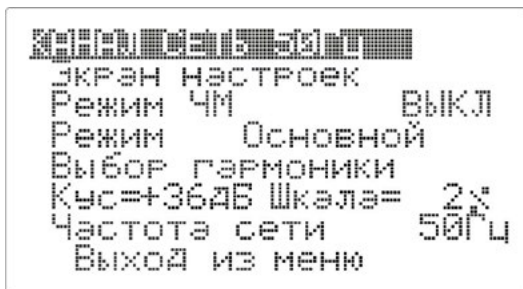 КАНАЛ СЕТЬ 50Гц
Экран настроек
Режим ЧМ ВЫКЛ
Режим Основной
Выбор гармоники
Кус=+36дБ Шкала= 2%
Частота сети 50Гц
Выход из меню